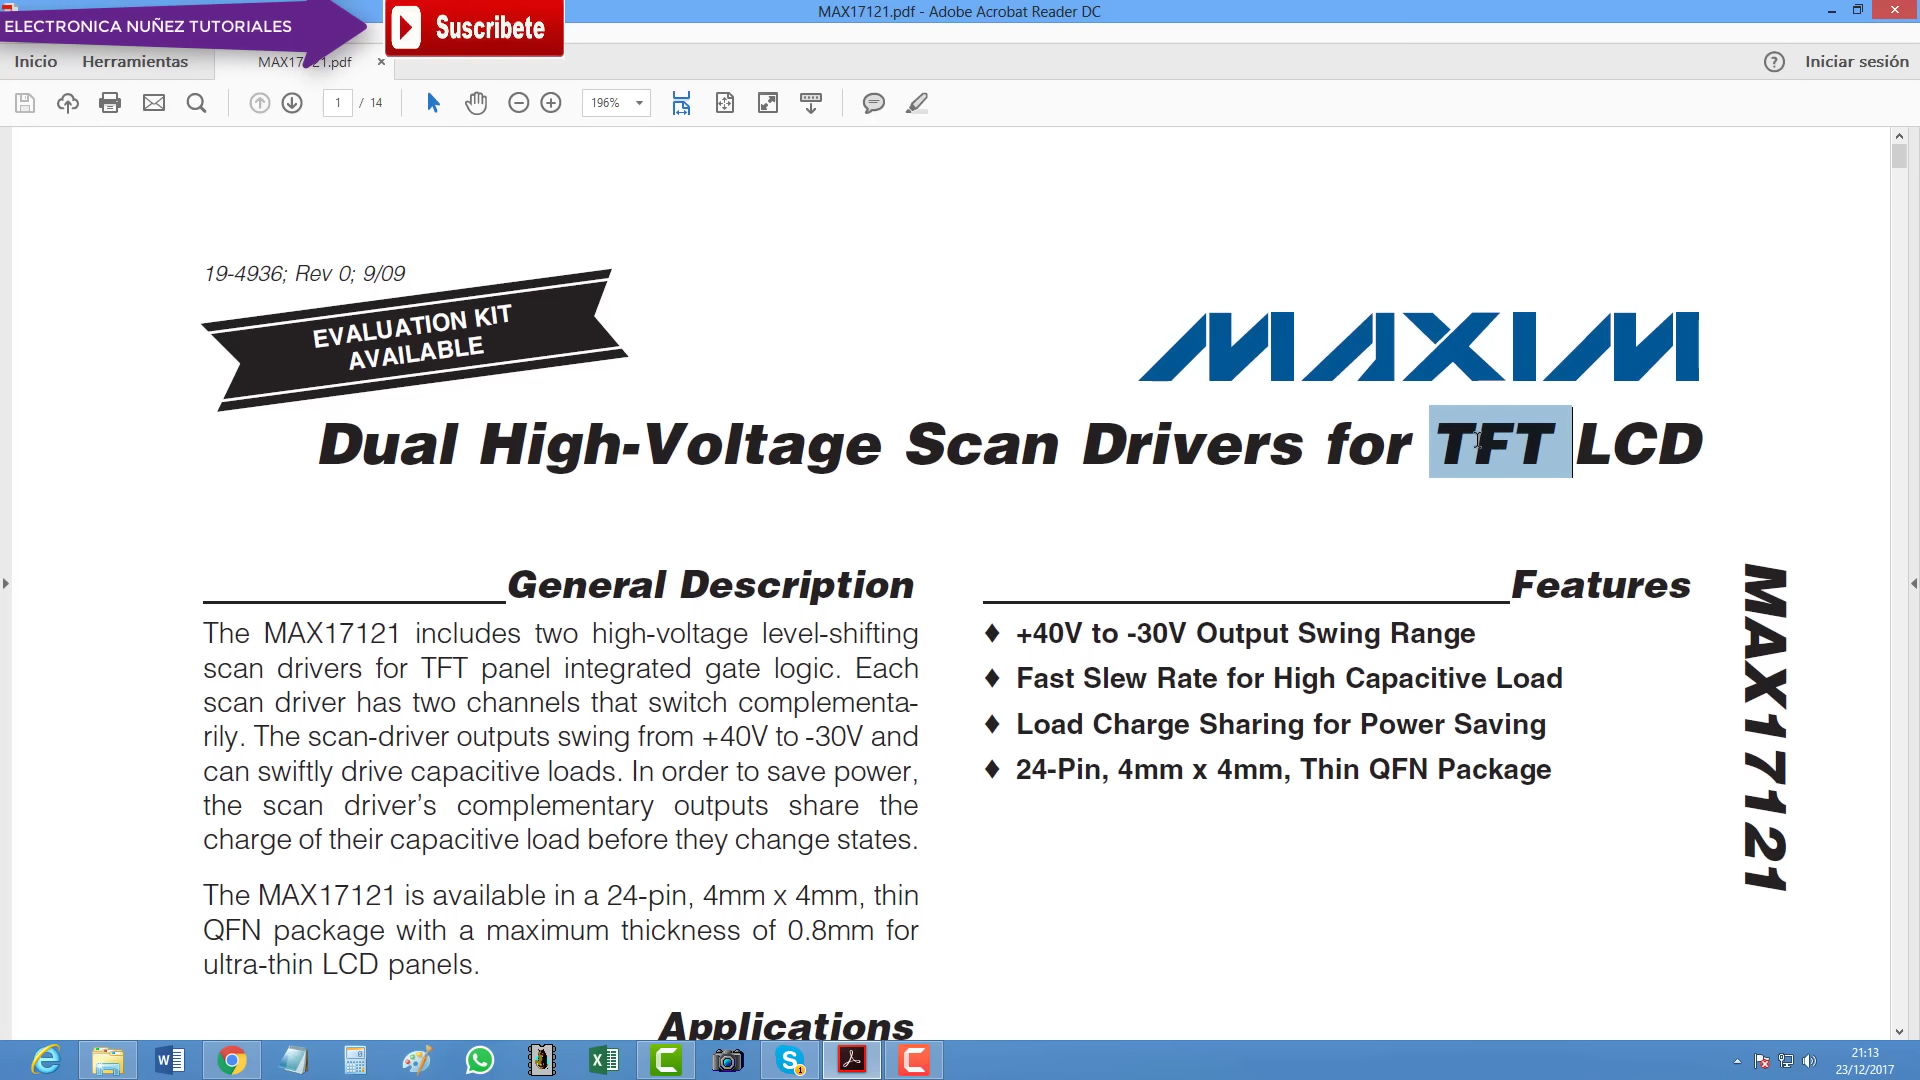 MAX17121.pdf - Adobe Acrobat Reader DC
ELECTRONICA NUÑEZ TUTORIALES
Suscribete
Inicio
Herramientas
MAX17121.pdf
Iniciar sesión
1 / 14
196%
19-4936; Rev 0; 9/09
EVALUATION KIT
AVAILABLE
MAXIM
Dual High-Voltage Scan Drivers for TFT LCD
General Description
The MAX17121 includes two high-voltage level-shifting
scan drivers for TFT panel integrated gate logic. Each
scan driver has two channels that switch complementa-
rily. The scan-driver outputs swing from +40V to -30V and
can swiftly drive capacitive loads. In order to save power,
the scan driver’s complementary outputs share the
charge of their capacitive load before they change states.
The MAX17121 is available in a 24-pin, 4mm x 4mm, thin
QFN package with a maximum thickness of 0.8mm for
ultra-thin LCD panels.
Applications
Features
♦ +40V to -30V Output Swing Range
♦ Fast Slew Rate for High Capacitive Load
♦ Load Charge Sharing for Power Saving
♦ 24-Pin, 4mm x 4mm, Thin QFN Package
MAX17121
21:13
23/12/2017